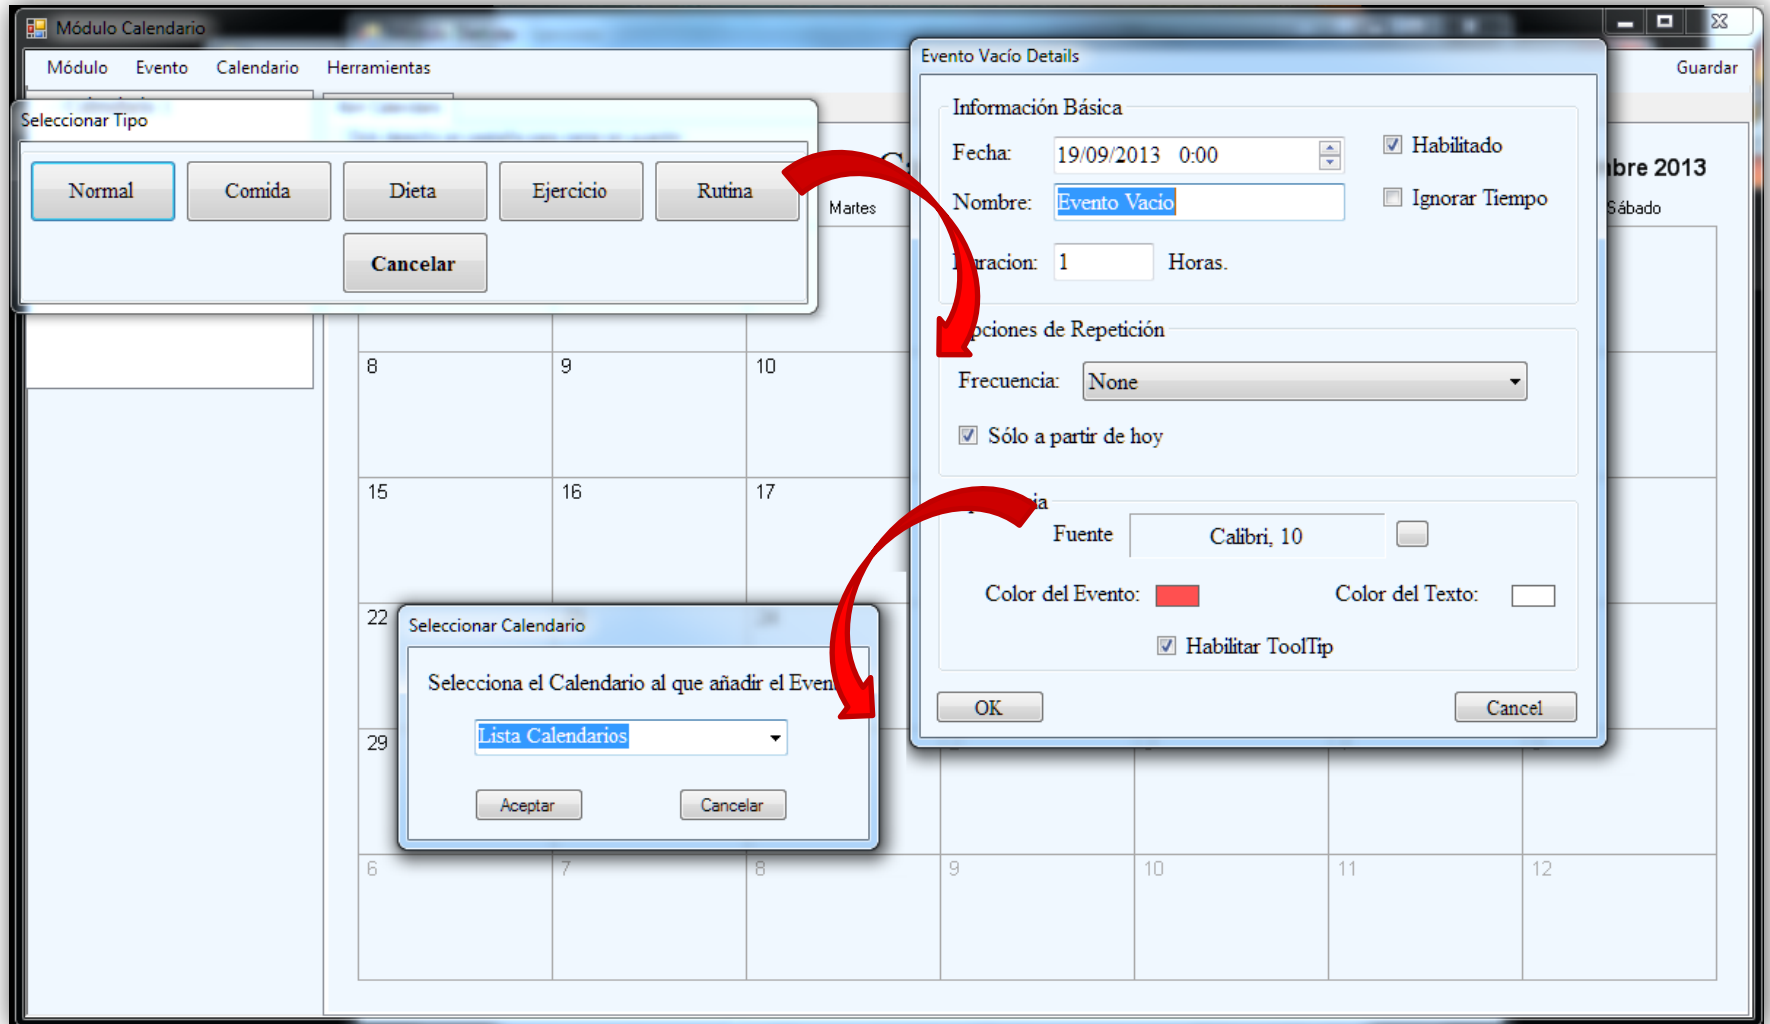 Módulo Calendario
Módulo Evento Calendario Herramientas Guardar
Seleccionar Tipo
Normal Comida Dieta Ejercicio Rutina
Cancelar
2013
Martes Sábado
8 9 10
15 16 17
22
29
6 7 8 9 10 11 12
Evento Vacío Details
Información Básica
Fecha: 19/09/2013 0:00
Habilitado
Nombre: Evento Vacio
Ignorar Tiempo
1 Horas.
de Repetición
Frecuencia: None
Sólo a partir de hoy
Fuente Calibri, 10
Color del Evento: Color del Texto:
Habilitar ToolTip
OK Cancel
Seleccionar Calendario
Selecciona el Calendario al que añadir el
Lista Calendarios
Aceptar Cancelar